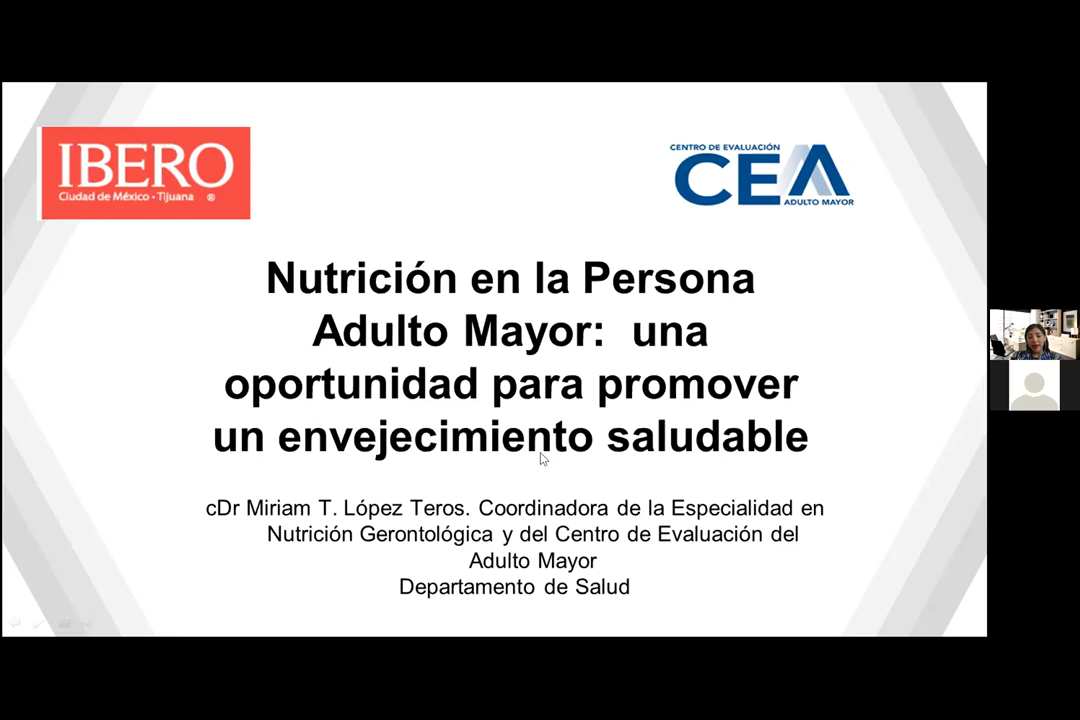 IBERO
Ciudad de México • Tijuana ®
CENTRO DE EVALUACIÓN
CEA
ADULTO MAYOR
Nutrición en la Persona
Adulto Mayor: una
oportunidad para promover
un envejecimiento saludable
cDr Miriam T. López Teros. Coordinadora de la Especialidad en
Nutrición Gerontológica y del Centro de Evaluación del
Adulto Mayor
Departamento de Salud